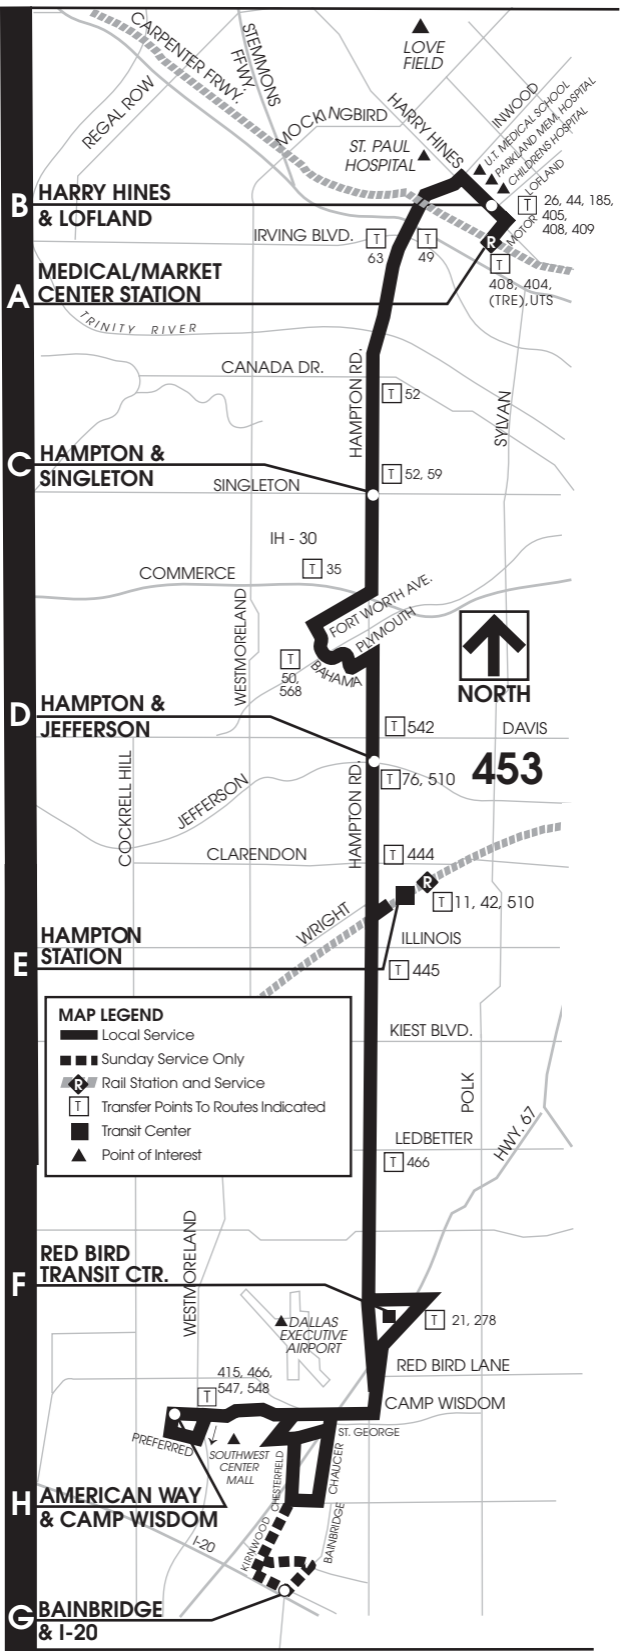 CARPENTER FRWY.
STEMMONS
FFWY.
LOVE
FIELD
REGAL ROW
MOCKINGBIRD
HARRY HINES
INWOOD
U.T. MEDICAL SCHOOL
PARKLAND MEM. HOSPITAL
CHILDRENS HOSPITAL
ST. PAUL
HOSPITAL
LOFLAND
MOTOR
B
HARRY HINES
& LOFLAND
T
26, 44, 185,
405,
408, 409
IRVING BLVD.
T
63
T
49
R
T
408, 404,
(TRE), UTS
A
MEDICAL/MARKET
CENTER STATION
TRINITY RIVER
CANADA DR.
HAMPTON RD.
T 52
SYLVAN
C
HAMPTON &
SINGLETON
SINGLETON
T 52, 59
IH - 30
T 35
COMMERCE
WESTMORELAND
FORT WORTH AVE.
PLYMOUTH
BAHAMA
T
50,
568
NORTH
D
HAMPTON &
JEFFERSON
T 542
DAVIS
453
T 76, 510
HAMPTON RD.
COCKRELL HILL
JEFFERSON
CLARENDON
T 444
R
T 11, 42, 510
WRIGHT
ILLINOIS
E
HAMPTON
STATION
T 445
MAP LEGEND
Local Service
Sunday Service Only
R Rail Station and Service
T Transfer Points To Routes Indicated
Transit Center
Point of Interest
KIEST BLVD.
POLK
LEDBETTER
HWY. 67
T 466
WESTMORELAND
F
RED BIRD
TRANSIT CTR.
T 21, 278
DALLAS
EXECUTIVE
AIRPORT
RED BIRD LANE
415, 466,
547, 548
T
CAMP WISDOM
ST. GEORGE
PREFERRED
SOUTHWEST
CENTER
MALL
CHESTERFIELD
CHAUCER
H
AMERICAN WAY
& CAMP WISDOM
KIRNWOOD
BAINBRIDGE
I-20
G
BAINBRIDGE
& I-20